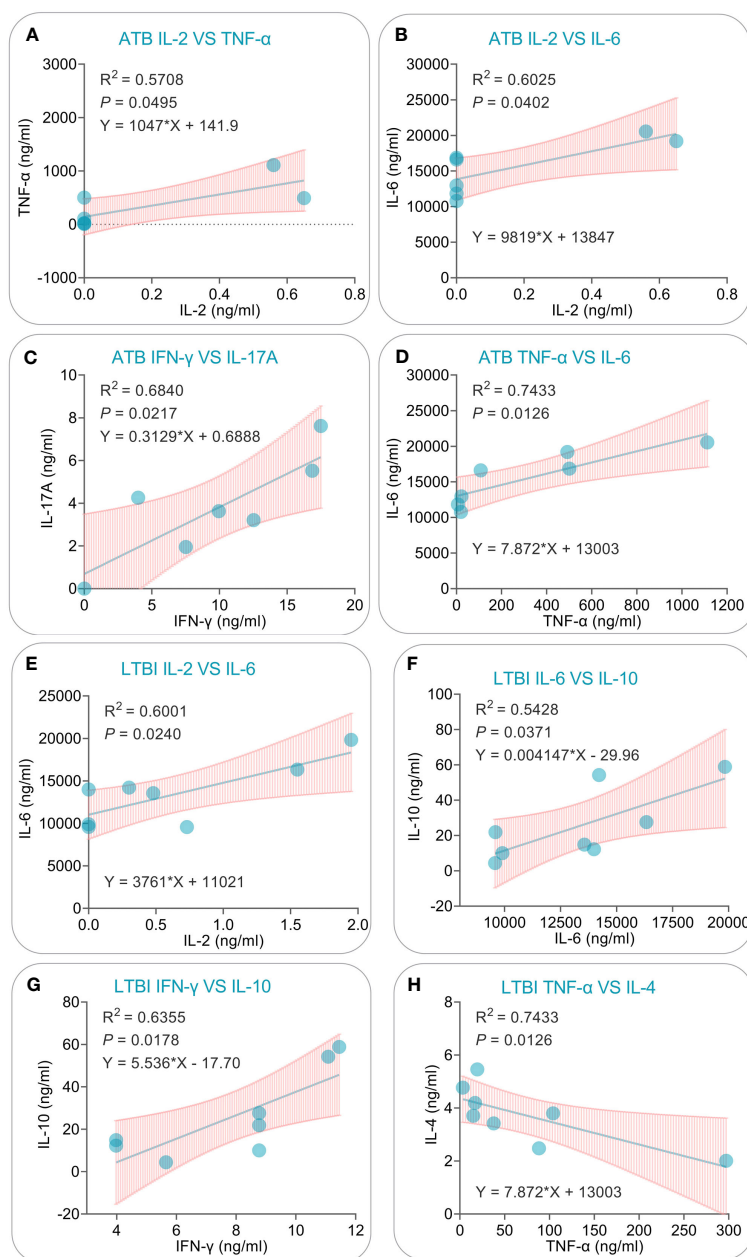 A
ATB IL-2 VS TNF-α
R² = 0.5708
P = 0.0495
Y = 1047*X + 141.9
TNF-α (ng/ml)
3000
2000
1000
0
-1000
0.0 0.2 0.4 0.6 0.8
IL-2 (ng/ml)
B
ATB IL-2 VS IL-6
R² = 0.6025
P = 0.0402
Y = 9819*X + 13847
IL-6 (ng/ml)
30000
25000
20000
15000
10000
5000
0
0.0 0.2 0.4 0.6 0.8
IL-2 (ng/ml)
C
ATB IFN-γ VS IL-17A
R² = 0.6840
P = 0.0217
Y = 0.3129*X + 0.6888
IL-17A (ng/ml)
10
8
6
4
2
0
0 5 10 15 20
IFN-γ (ng/ml)
D
ATB TNF-α VS IL-6
R² = 0.7433
P = 0.0126
Y = 7.872*X + 13003
IL-6 (ng/ml)
30000
25000
20000
15000
10000
5000
0
0 200 400 600 800 1000 1200
TNF-α (ng/ml)
E
LTBI IL-2 VS IL-6
R² = 0.6001
P = 0.0240
Y = 3761*X + 11021
IL-6 (ng/ml)
25000
20000
15000
10000
5000
0
0.0 0.5 1.0 1.5 2.0
IL-2 (ng/ml)
F
LTBI IL-6 VS IL-10
R² = 0.5428
P = 0.0371
Y = 0.004147*X - 29.96
IL-10 (ng/ml)
100
80
60
40
20
0
-20
10000 12500 15000 17500 20000
IL-6 (ng/ml)
G
LTBI IFN-γ VS IL-10
R² = 0.6355
P = 0.0178
Y = 5.536*X - 17.70
IL-10 (ng/ml)
80
60
40
20
0
-20
4 6 8 10 12
IFN-γ (ng/ml)
H
LTBI TNF-α VS IL-4
R² = 0.7433
P = 0.0126
Y = 7.872*X + 13003
IL-4 (ng/ml)
8
6
4
2
0
0 50 100 150 200 250 300
TNF-α (ng/ml)